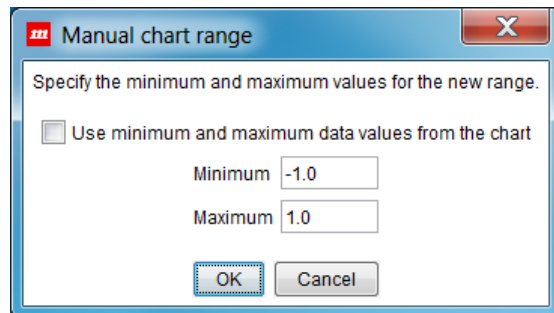 m Manual chart range X
Specify the minimum and maximum values for the new range.
Use minimum and maximum data values from the chart
Minimum -1.0
Maximum 1.0
OK Cancel